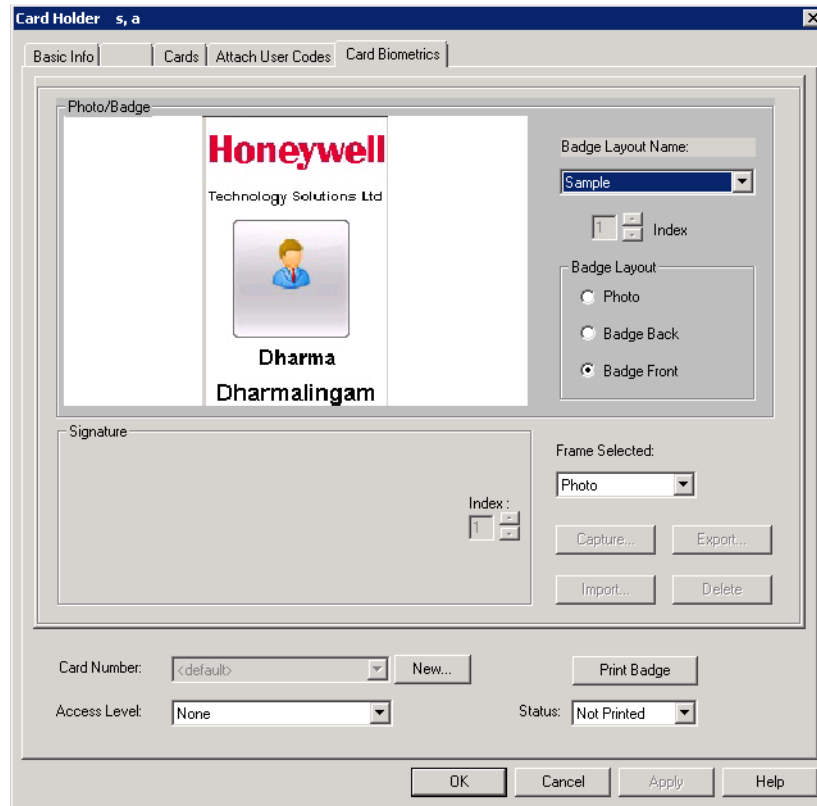 Card Holder s, a
Basic Info
Cards
Attach User Codes
Card Biometrics
Photo/Badge
Honeywell
Technology Solutions Ltd
Dharma
Dharmalingam
Badge Layout Name:
Sample
1
Index
Badge Layout
Photo
Badge Back
Badge Front
Signature
Index :
1
Frame Selected:
Photo
Capture...
Export...
Import...
Delete
Card Number:
<default>
New...
Print Badge
Access Level:
None
Status:
Not Printed
OK
Cancel
Apply
Help